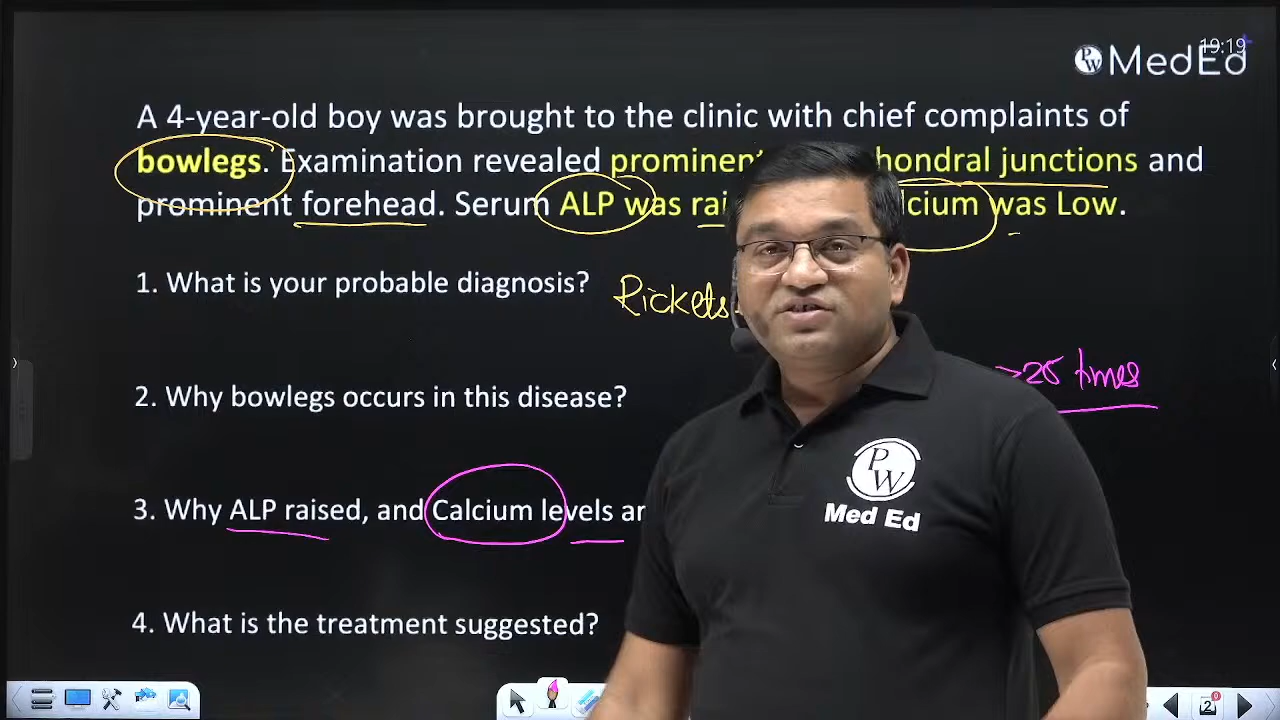 19:19
PW MedEd
A 4-year-old boy was brought to the clinic with chief complaints of
bowlegs. Examination revealed prominent hondral junctions and
prominent forehead. Serum ALP was rai lcium was Low.
1. What is your probable diagnosis? Rickets
>25 times
2. Why bowlegs occurs in this disease?
3. Why ALP raised, and Calcium levels ar
4. What is the treatment suggested?
PW
Med Ed
2